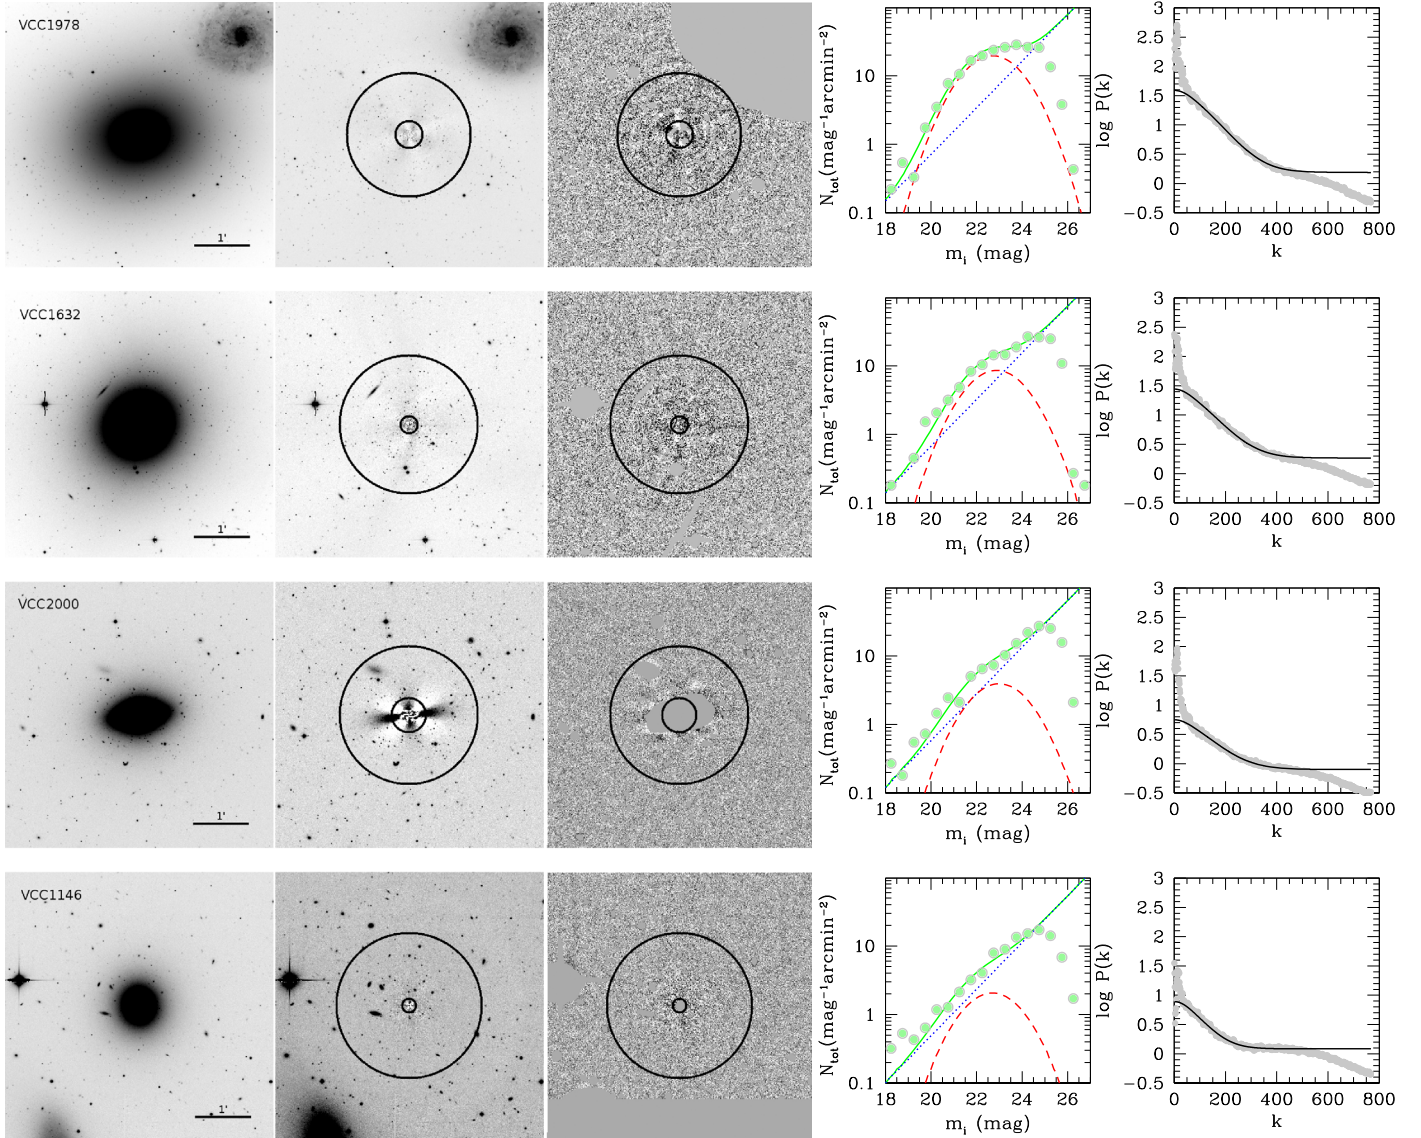 VCC1978
1'
N_tot(mag⁻¹arcmin⁻²)
10
1
0.1
18 20 22 24 26
m_i (mag)
log P(k)
3
2.5
2
1.5
1
0.5
0
−0.5
0 200 400 600 800
k
VCC1632
1'
N_tot(mag⁻¹arcmin⁻²)
10
1
0.1
18 20 22 24 26
m_i (mag)
log P(k)
3
2.5
2
1.5
1
0.5
0
−0.5
0 200 400 600 800
k
VCC2000
1'
N_tot(mag⁻¹arcmin⁻²)
10
1
0.1
18 20 22 24 26
m_i (mag)
log P(k)
3
2.5
2
1.5
1
0.5
0
−0.5
0 200 400 600 800
k
VCC1146
1'
N_tot(mag⁻¹arcmin⁻²)
10
1
0.1
18 20 22 24 26
m_i (mag)
log P(k)
3
2.5
2
1.5
1
0.5
0
−0.5
0 200 400 600 800
k